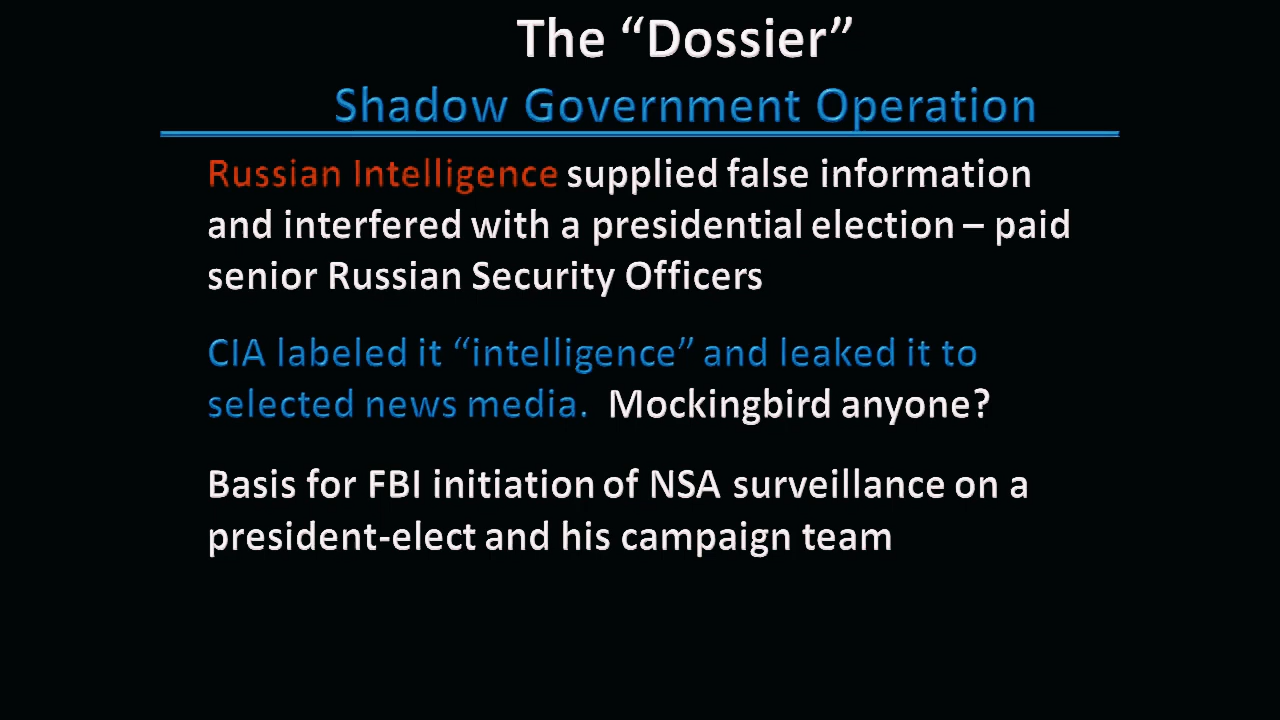 The “Dossier”
Shadow Government Operation
Russian Intelligence supplied false information
and interfered with a presidential election – paid
senior Russian Security Officers
CIA labeled it “intelligence” and leaked it to
selected news media. Mockingbird anyone?
Basis for FBI initiation of NSA surveillance on a
president-elect and his campaign team